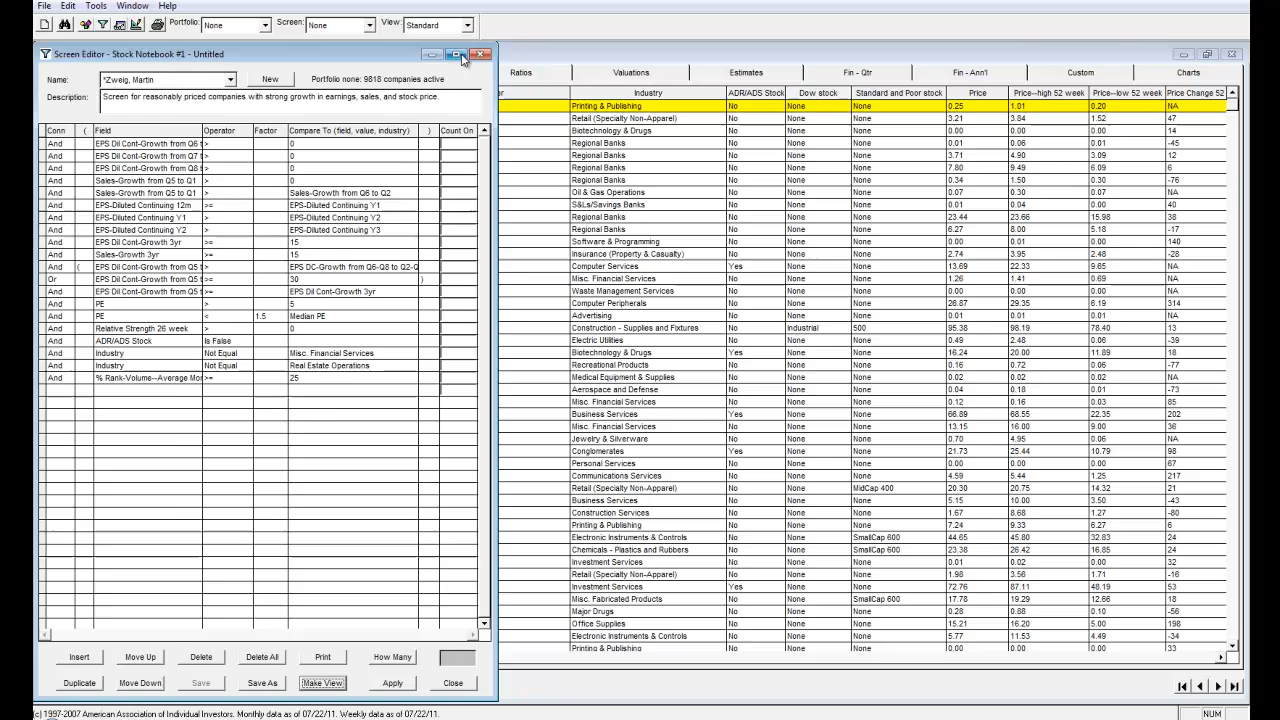 File Edit Tools Window Help
Portfolio: None Screen: None View: Standard
Screen Editor - Stock Notebook #1 - Untitled
Name: *Zweig, Martin New Portfolio none: 9818 companies active
Description: Screen for reasonably priced companies with strong growth in earnings, sales, and stock price.
Conn ( Field Operator Factor Compare To (field, value, industry) ) Count On
And EPS Dil Cont-Growth from Q6 t > 0
And EPS Dil Cont-Growth from Q7 t > 0
And EPS Dil Cont-Growth from Q8 t > 0
And Sales-Growth from Q5 to Q1 > 0
And Sales-Growth from Q5 to Q1 > Sales-Growth from Q6 to Q2
And EPS-Diluted Continuing 12m >= EPS-Diluted Continuing Y1
And EPS-Diluted Continuing Y1 > EPS-Diluted Continuing Y2
And EPS-Diluted Continuing Y2 > EPS-Diluted Continuing Y3
And EPS Dil Cont-Growth 3yr >= 15
And Sales-Growth 3yr >= 15
And ( EPS Dil Cont-Growth from Q5 t > EPS DC-Growth from Q6-Q8 to Q2-Q
Or EPS Dil Cont-Growth from Q5 t >= 30 )
And EPS Dil Cont-Growth from Q5 t >= EPS Dil Cont-Growth 3yr
And PE > 5
And PE < 1.5 Median PE
And Relative Strength 26 week > 0
And ADR/ADS Stock Is False
And Industry Not Equal Misc. Financial Services
And Industry Not Equal Real Estate Operations
And % Rank-Volume--Average Mo >= 25
Insert Move Up Delete Delete All Print How Many
Duplicate Move Down Save Save As Make View Apply Close
Ratios Valuations Estimates Fin - Qtr Fin - Ann'l Custom Charts
Industry ADR/ADS Stock Dow stock Standard and Poor stock Price Price--high 52 week Price--low 52 week Price Change 52
Printing & Publishing No None None 0.25 1.01 0.20 NA
Retail (Specialty Non-Apparel) No None None 3.21 3.84 1.52 47
Biotechnology & Drugs No None None 0.00 0.00 0.00 14
Regional Banks No None None 0.01 0.06 0.01 -45
Regional Banks No None None 3.71 4.90 3.09 12
Regional Banks No None None 7.80 9.49 6.89 6
Regional Banks No None None 0.34 1.50 0.30 -76
Oil & Gas Operations No None None 0.07 0.30 0.07 NA
S&Ls/Savings Banks No None None 0.01 0.04 0.00 40
Regional Banks No None None 23.44 23.66 15.98 38
Regional Banks No None None 6.27 8.00 5.18 -17
Software & Programming No None None 0.00 0.01 0.00 140
Insurance (Property & Casualty) No None None 2.74 3.95 2.48 -28
Computer Services Yes None None 13.69 22.33 9.65 NA
Misc. Financial Services No None None 1.26 1.41 0.69 NA
Waste Management Services No None None 0.00 0.00 0.00 NA
Computer Peripherals No None None 26.87 29.35 6.19 314
Advertising No None None 0.01 0.01 0.01 NA
Construction - Supplies and Fixtures No Industrial 500 95.38 98.19 78.40 13
Electric Utilities No None None 0.49 2.48 0.06 -39
Biotechnology & Drugs Yes None None 16.24 20.00 11.89 18
Recreational Products No None None 0.16 0.72 0.06 -77
Medical Equipment & Supplies No None None 0.02 0.02 0.02 NA
Aerospace and Defense No None None 0.04 0.18 0.01 -73
Misc. Financial Services No None None 0.12 0.16 0.03 85
Business Services Yes None None 66.89 68.55 22.35 202
Misc. Financial Services No None None 13.15 16.00 9.00 36
Jewelry & Silverware No None None 0.70 4.95 0.06 NA
Conglomerates Yes None None 21.73 25.44 10.79 98
Personal Services No None None 0.00 0.00 0.00 67
Communications Services No None None 4.59 5.44 1.25 217
Retail (Specialty Non-Apparel) No None MidCap 400 20.30 20.75 14.32 21
Business Services No None None 5.15 10.00 3.50 -43
Construction Services No None None 1.67 8.68 1.27 -80
Printing & Publishing No None None 7.24 9.33 6.27 6
Electronic Instruments & Controls No None SmallCap 600 44.65 45.80 32.83 24
Chemicals - Plastics and Rubbers No None SmallCap 600 23.38 26.42 16.85 24
Investment Services No None None 0.01 0.02 0.00 32
Retail (Specialty Non-Apparel) No None None 1.98 3.56 1.71 -16
Investment Services Yes None None 72.76 87.11 48.19 53
Misc. Fabricated Products No None SmallCap 600 17.78 19.29 12.66 18
Major Drugs No None None 0.28 0.88 0.10 -56
Office Supplies No None None 15.21 16.20 5.00 198
Electronic Instruments & Controls No None None 5.77 11.53 4.49 -34
Printing & Publishing No None None 0.00 0.00 0.00 33
(c) 1997-2007 American Association of Individual Investors. Monthly data as of 07/22/11. Weekly data as of 07/22/11. NUM